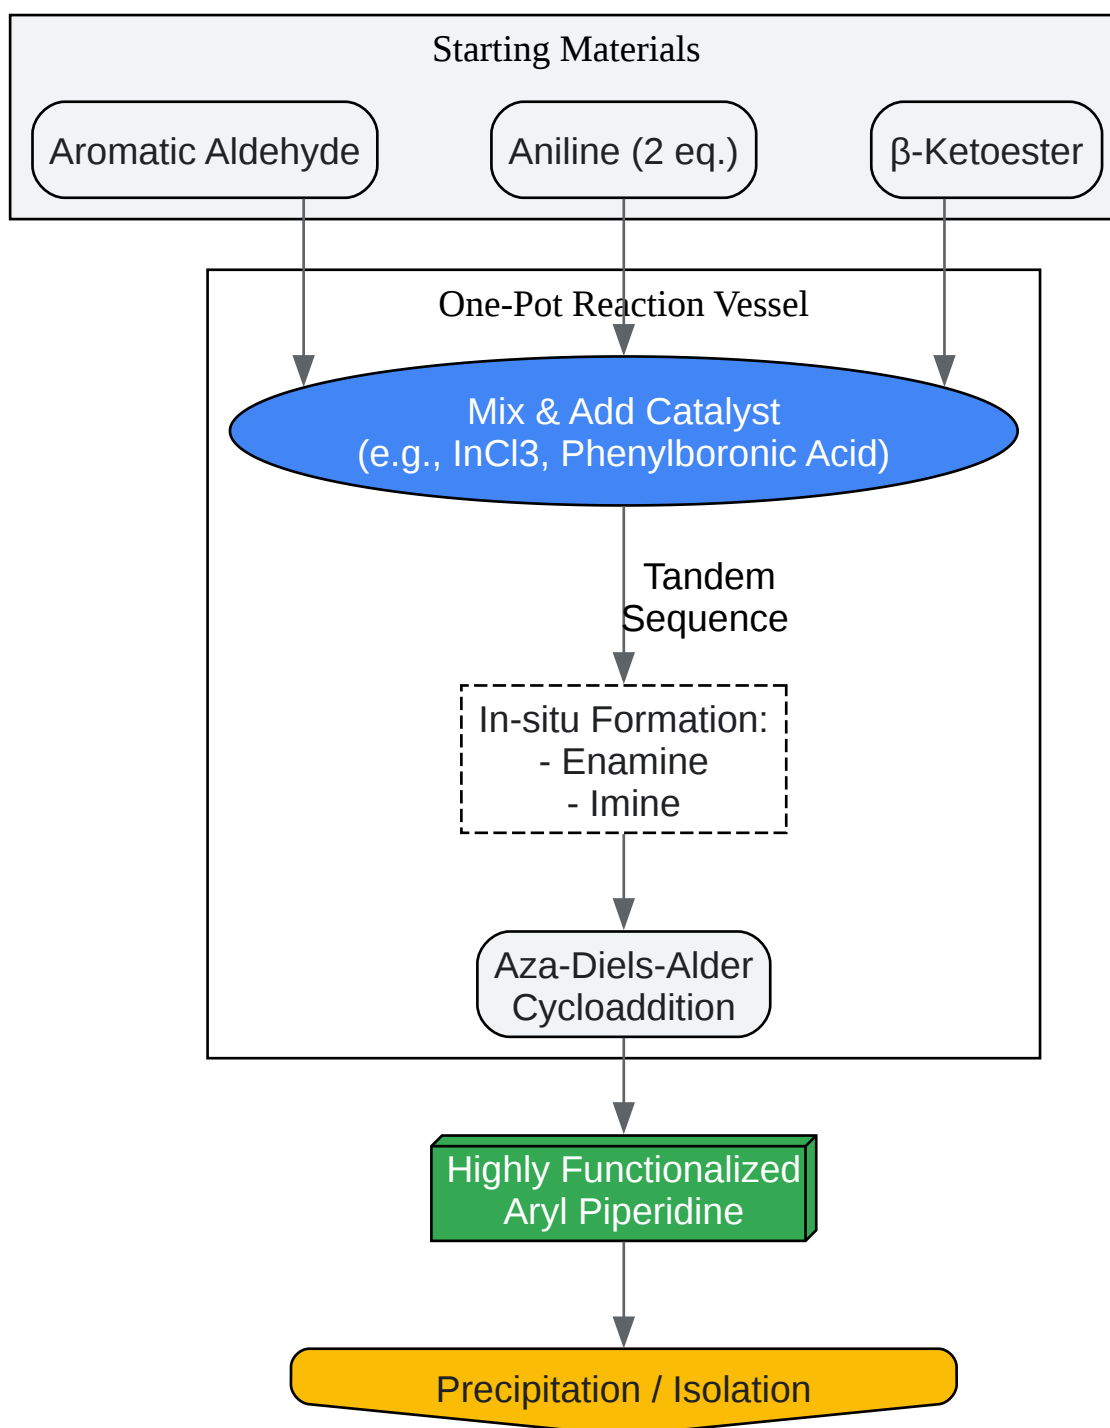 Starting Materials
Aromatic Aldehyde
Aniline (2 eq.)
β-Ketoester
One-Pot Reaction Vessel
Mix & Add Catalyst
(e.g., InCl3, Phenylboronic Acid)
Tandem
Sequence
In-situ Formation:
- Enamine
- Imine
Aza-Diels-Alder
Cycloaddition
Highly Functionalized
Aryl Piperidine
Precipitation / Isolation